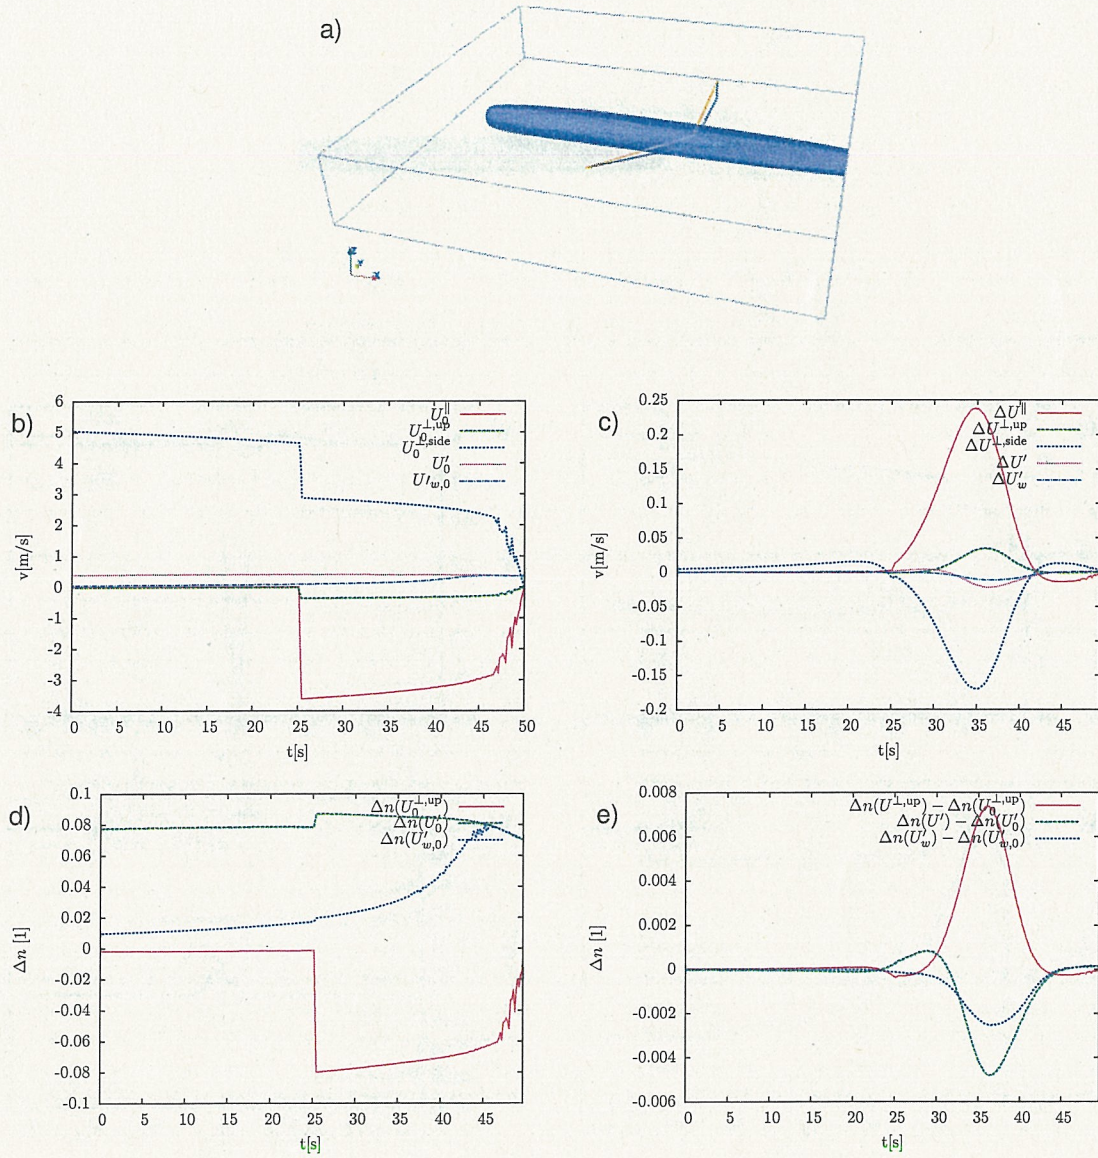 a)
b)
6
5
4
3
2
1
0
-1
-2
-3
-4
v[m/s]
0 5 10 15 20 25 30 35 40 45 50
t[s]
U_0^∥
U_0^{⊥,up}
U_0^{⊥,side}
U'_0
U'_{w,0}
c)
0.25
0.2
0.15
0.1
0.05
0
-0.05
-0.1
-0.15
-0.2
v[m/s]
0 5 10 15 20 25 30 35 40 45
t[s]
ΔU^∥
ΔU^{⊥,up}
ΔU^{⊥,side}
ΔU'
ΔU'_w
d)
0.1
0.08
0.06
0.04
0.02
0
-0.02
-0.04
-0.06
-0.08
-0.1
Δn [1]
0 5 10 15 20 25 30 35 40 45
t[s]
Δn(U_0^{⊥,up})
Δn(U'_0)
Δn(U'_{w,0})
e)
0.008
0.006
0.004
0.002
0
-0.002
-0.004
-0.006
Δn [1]
0 5 10 15 20 25 30 35 40 45
t[s]
Δn(U^{⊥,up}) − Δn(U_0^{⊥,up})
Δn(U') − Δn(U'_0)
Δn(U'_w) − Δn(U'_{w,0})